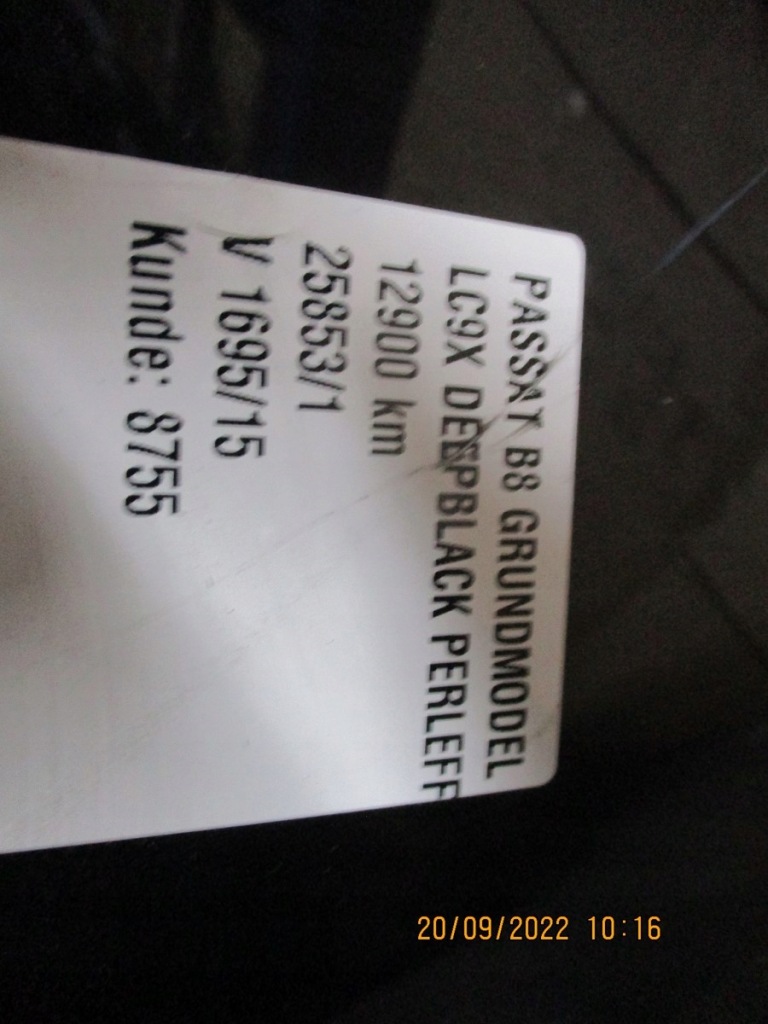 PASSAT B8 GRUNDMODEL
LC9X DEEPBLACK PERLEFF
12900 km
25853/1
V 1695/15
Kunde: 8755
20/09/2022 10:16